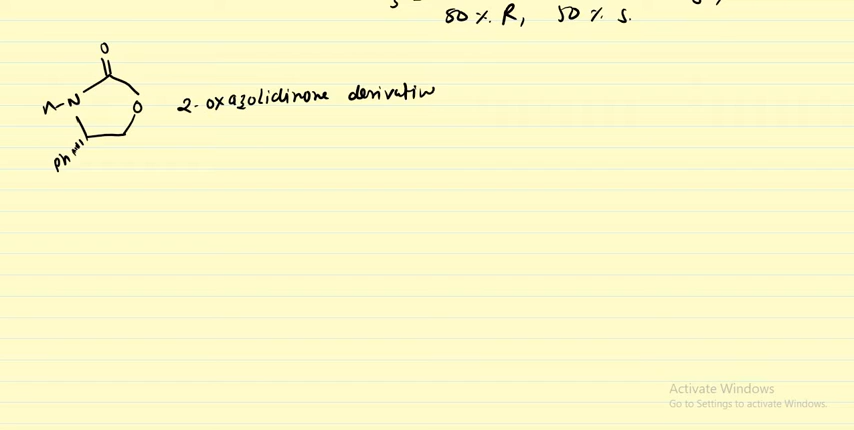 80 % R, 50 % S.
O
N
O
2-oxazolidinone derivative
Ph
Activate Windows
Go to Settings to activate Windows.